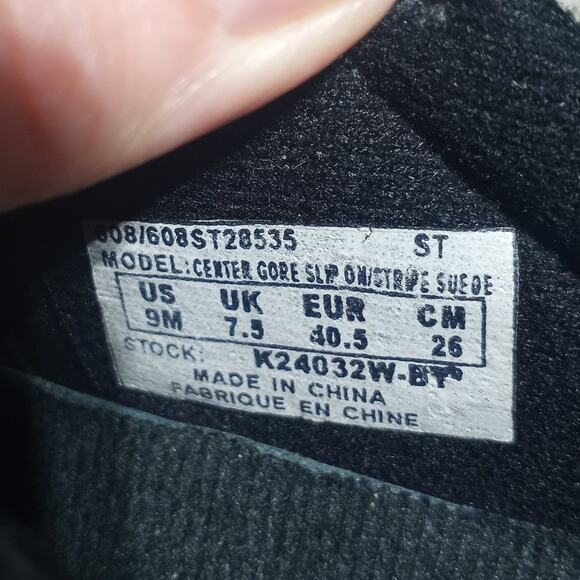 608/608ST28535 ST
MODEL: CENTER GORE SLIP ON/STRIPE SUEDE
US UK EUR CM
9M 7.5 40.5 26
STOCK: K24032W-BT
MADE IN CHINA
FABRIQUE EN CHINE